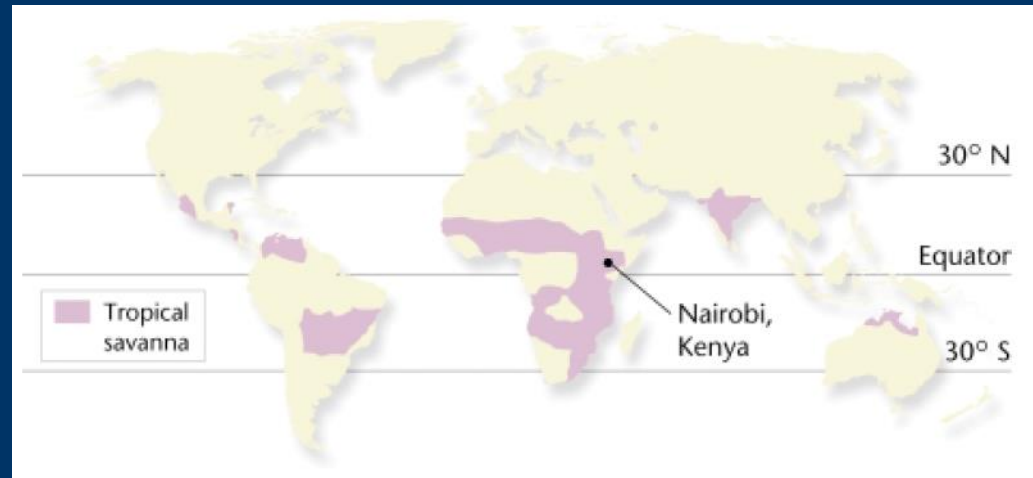 30° N
Equator
Tropical
savanna
Nairobi,
Kenya
30° S